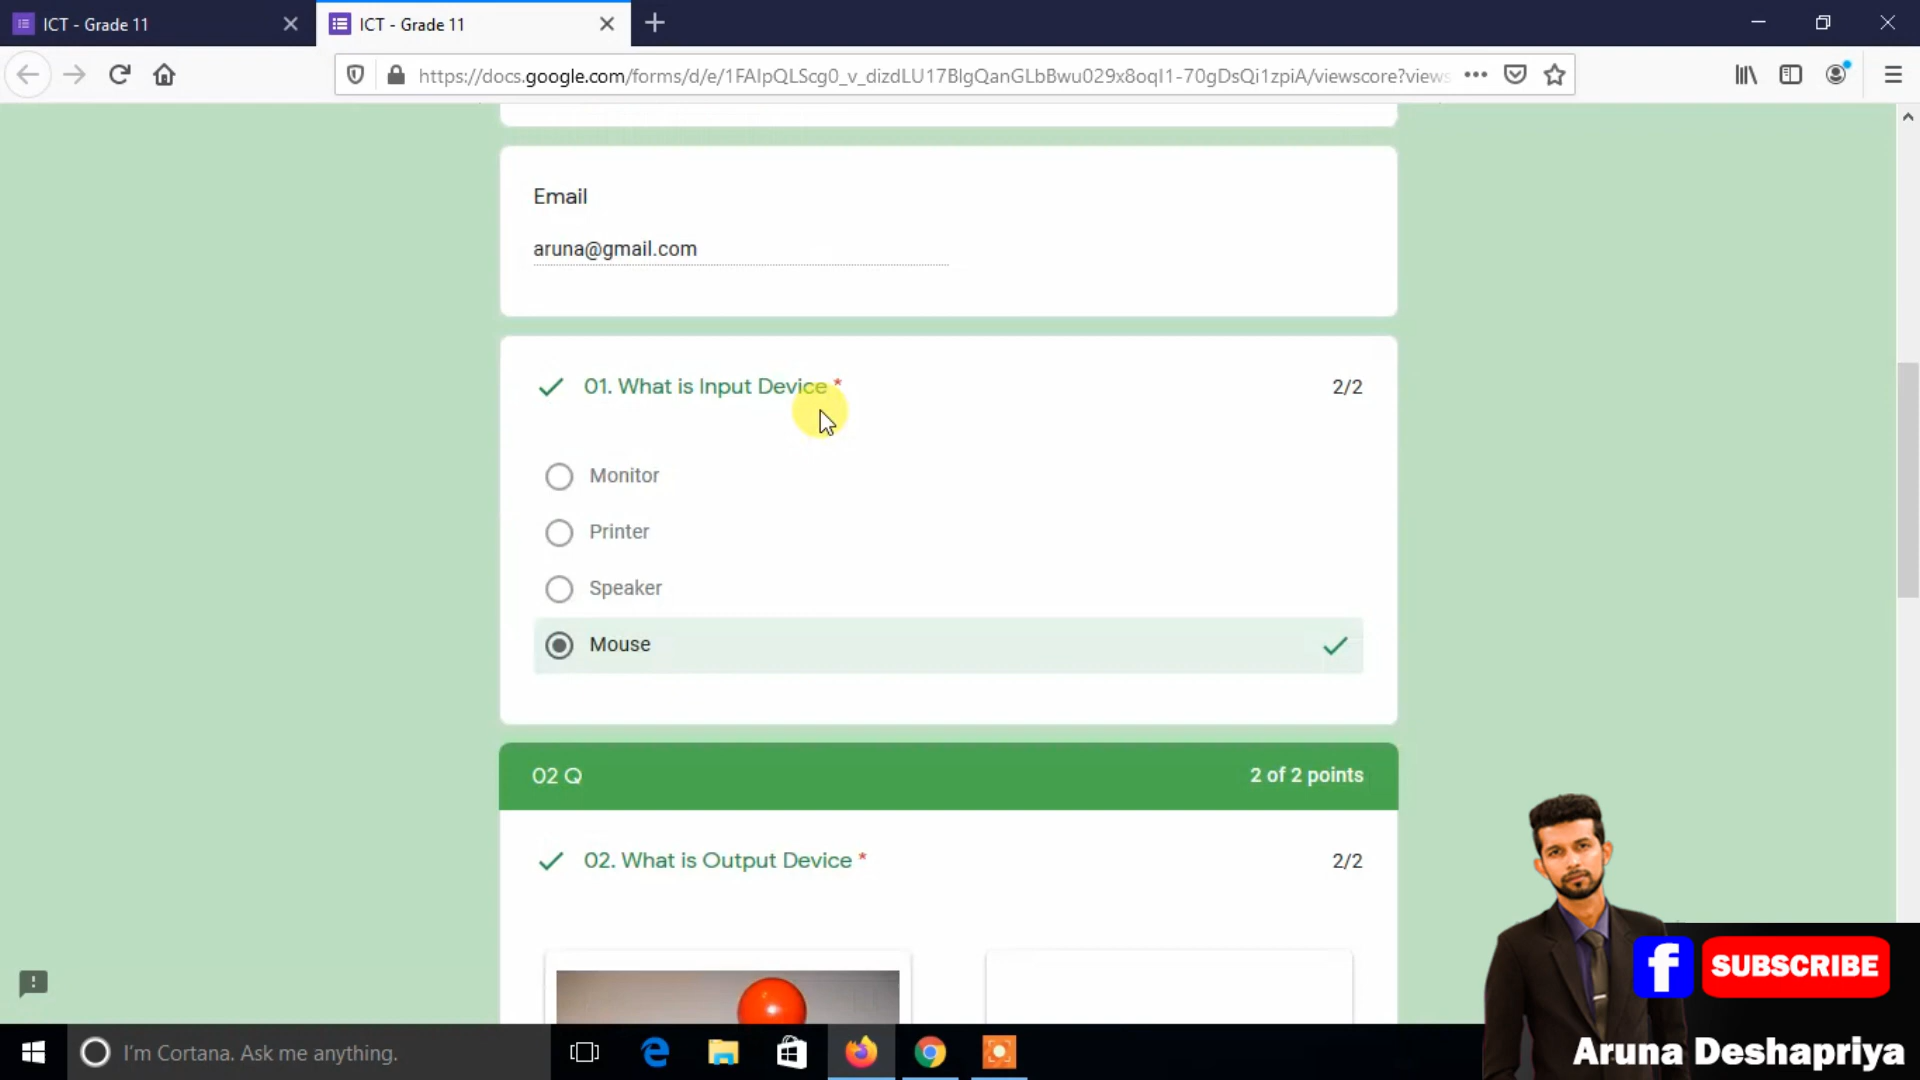 ICT - Grade 11
ICT - Grade 11
https://docs.google.com/forms/d/e/1FAIpQLScg0_v_dizdLU17BlgQanGLbBwu029x8oqI1-70gDsQi1zpiA/viewscore?views
Email
aruna@gmail.com
01. What is Input Device *
2/2
Monitor
Printer
Speaker
Mouse
02 Q
2 of 2 points
02. What is Output Device *
2/2
f
SUBSCRIBE
I'm Cortana. Ask me anything.
Aruna Deshapriya